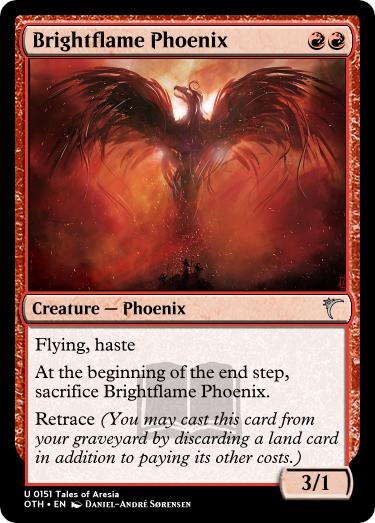 Brightflame Phoenix
Creature — Phoenix
Flying, haste
At the beginning of the end step,
sacrifice Brightflame Phoenix.
Retrace (You may cast this card from
your graveyard by discarding a land card
in addition to paying its other costs.)
3/1
U 0151 Tales of Aresia
OTH • EN Daniel-André Sørensen